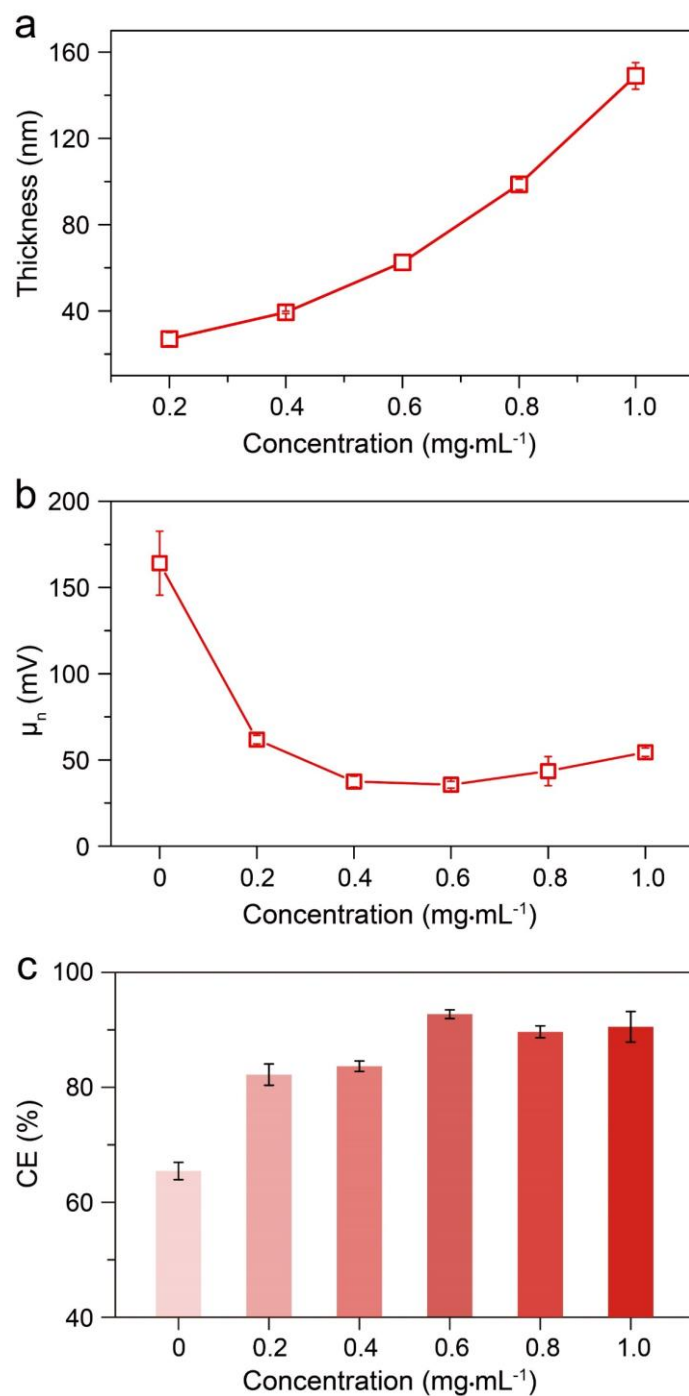 a
160
120
80
40
Thickness (nm)
0.2 0.4 0.6 0.8 1.0
Concentration (mg·mL⁻¹)
b
200
150
100
50
0
μₙ (mV)
0 0.2 0.4 0.6 0.8 1.0
Concentration (mg·mL⁻¹)
c
100
80
60
40
CE (%)
0 0.2 0.4 0.6 0.8 1.0
Concentration (mg·mL⁻¹)